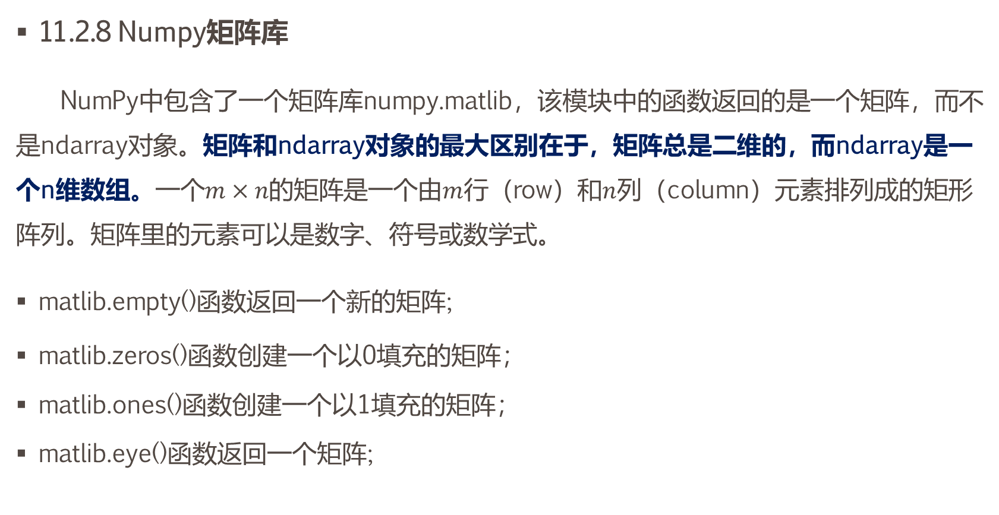 ▪ 11.2.8 Numpy矩阵库
NumPy中包含了一个矩阵库numpy.matlib，该模块中的函数返回的是一个矩阵，而不
是ndarray对象。矩阵和ndarray对象的最大区别在于，矩阵总是二维的，而ndarray是一
个n维数组。一个m × n的矩阵是一个由m行（row）和n列（column）元素排列成的矩形
阵列。矩阵里的元素可以是数字、符号或数学式。
▪ matlib.empty()函数返回一个新的矩阵;
▪ matlib.zeros()函数创建一个以0填充的矩阵；
▪ matlib.ones()函数创建一个以1填充的矩阵；
▪ matlib.eye()函数返回一个矩阵;